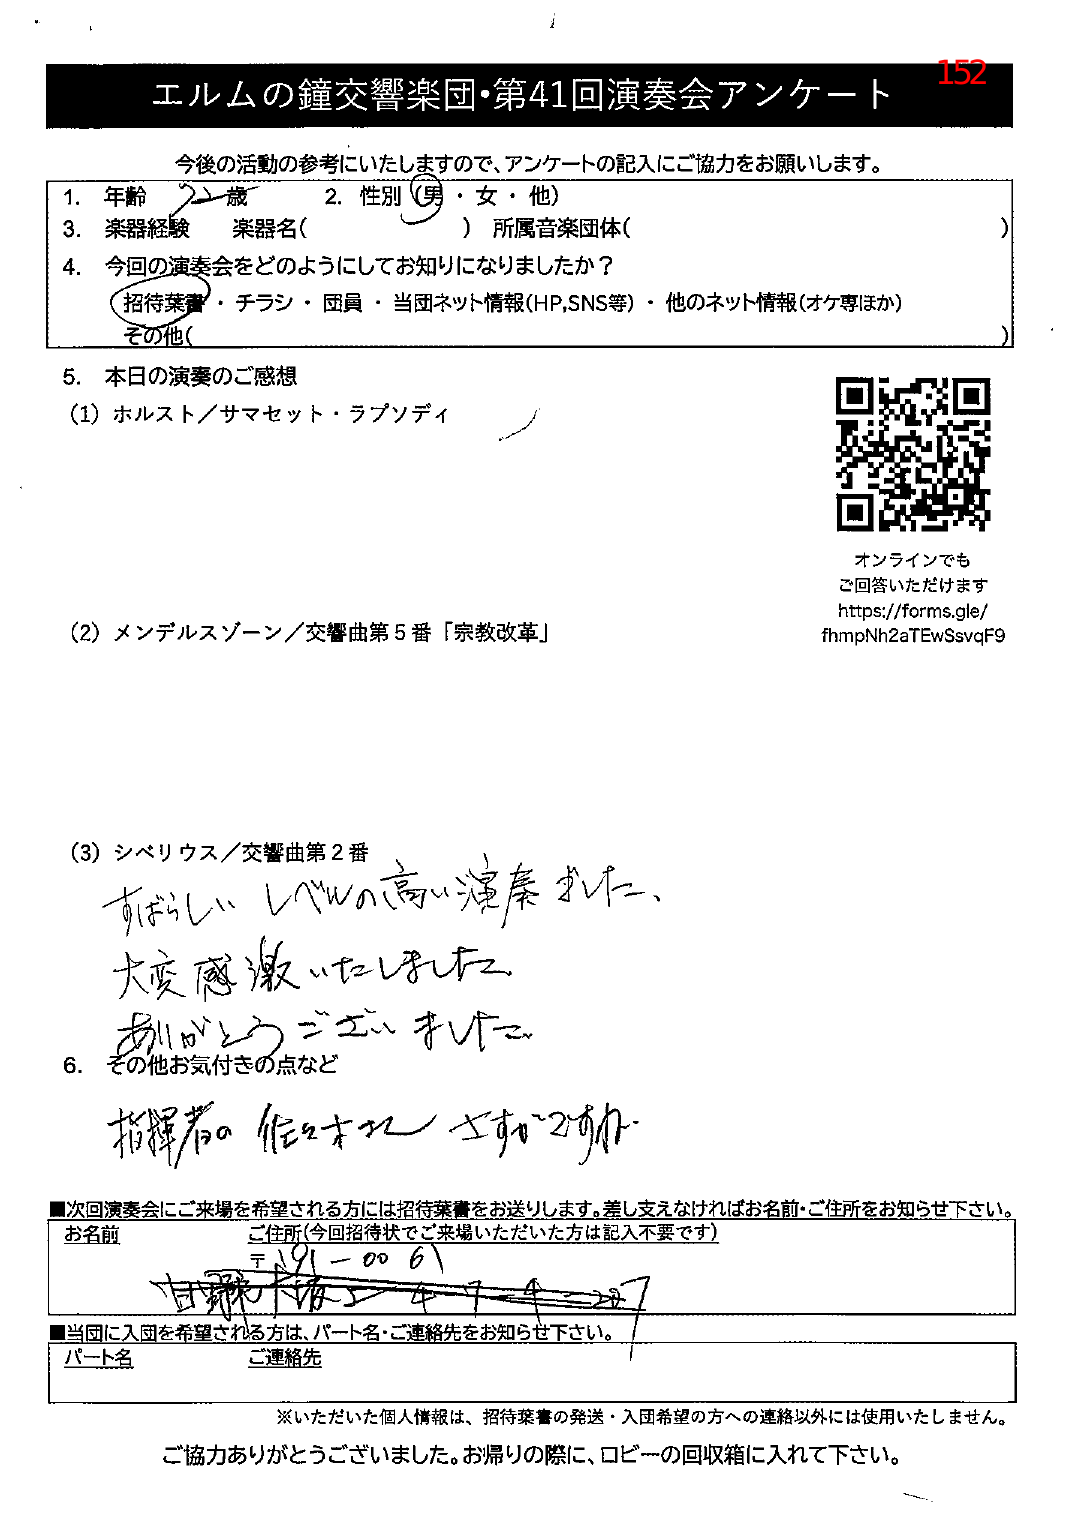 152
エルムの鐘交響楽団・第41回演奏会アンケート
今後の活動の参考にいたしますので、アンケートの記入にご協力をお願いします。
1. 年齢 72歳 2. 性別(男・女・他)
3. 楽器経験 楽器名( ) 所属音楽団体( )
4. 今回の演奏会をどのようにしてお知りになりましたか？
招待葉書・チラシ・団員・当団ネット情報(HP,SNS等)・他のネット情報(オケ専ほか)
その他( )
5. 本日の演奏のご感想
(1) ホルスト／サマセット・ラプソディ
オンラインでも
ご回答いただけます
https://forms.gle/
fhmpNh2aTEwSsvqF9
(2) メンデルスゾーン／交響曲第５番「宗教改革」
(3) シベリウス／交響曲第２番
すばらしい レベルの高い演奏 ました、
大変感激いたしました
ありがとうございました。
6. その他お気付きの点など
指揮者の 佐々木さん さすがですね。
■次回演奏会にご来場を希望される方には招待葉書をお送りします。差し支えなければお名前・ご住所をお知らせ下さい。
お名前 ご住所(今回招待状でご来場いただいた方は記入不要です)
〒191-0061
■当団に入団を希望される方は、パート名・ご連絡先をお知らせ下さい。
パート名 ご連絡先
※いただいた個人情報は、招待葉書の発送・入団希望の方への連絡以外には使用いたしません。
ご協力ありがとうございました。お帰りの際に、ロビーの回収箱に入れて下さい。